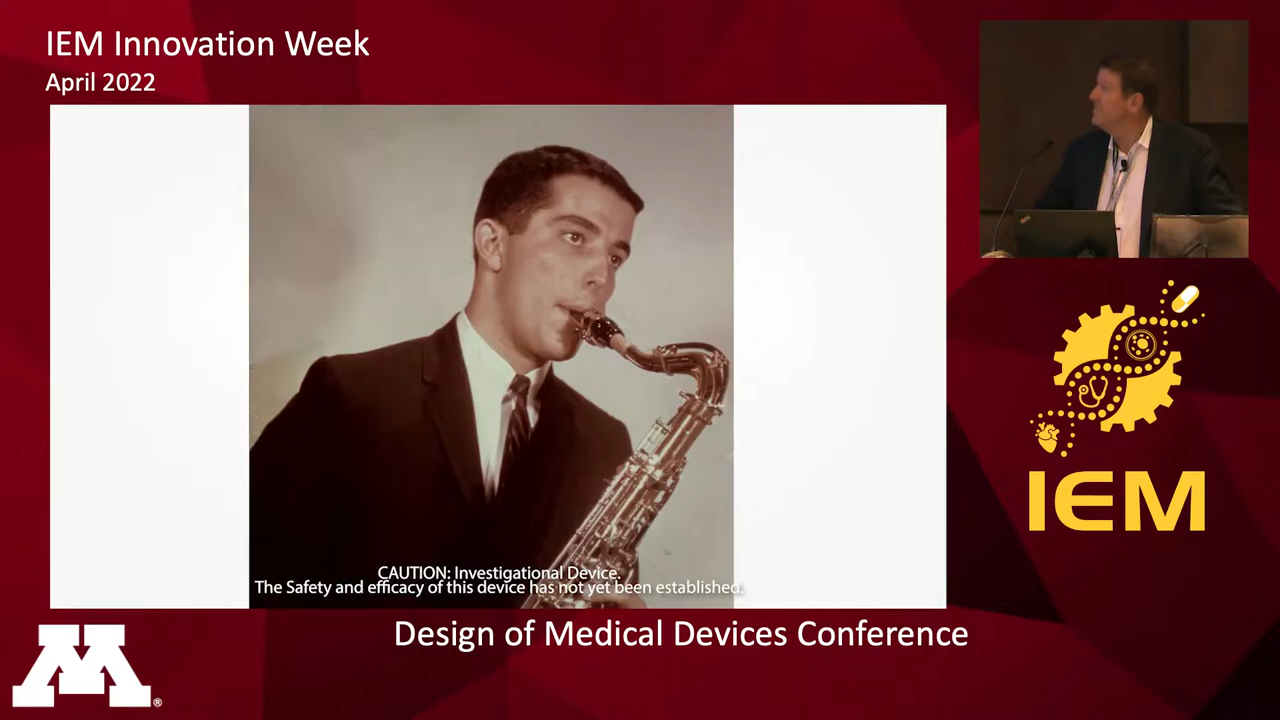 IEM Innovation Week
April 2022
CAUTION: Investigational Device.
The Safety and efficacy of this device has not yet been established.
IEM
Design of Medical Devices Conference
M®